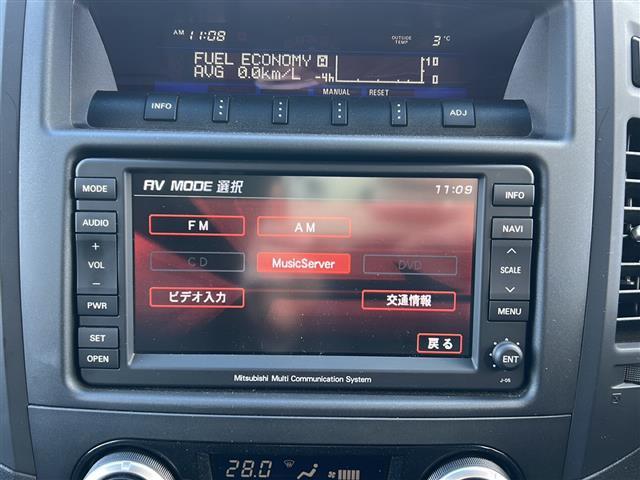 AM 11:08
OUTSIDE TEMP 3°C
FUEL ECONOMY A
AVG 0.0km/L -4h
10
0
MANUAL RESET
INFO
ADJ
MODE
AUDIO
+
VOL
−
PWR
SET
OPEN
AV MODE 選択 11:09
FM AM
CD MusicServer DVD
ビデオ入力 交通情報
戻る
INFO
NAVI
SCALE
MENU
ENT
J-06
Mitsubishi Multi Communication System
28.0